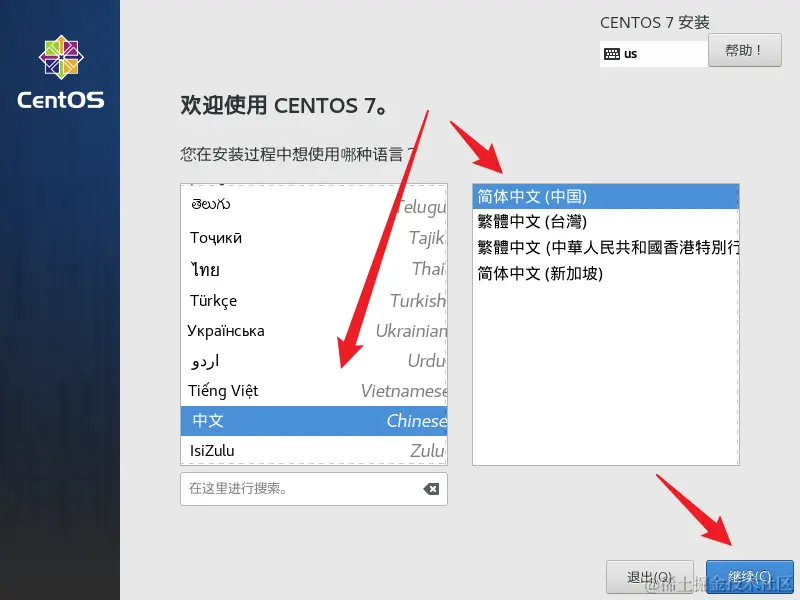 CENTOS 7 安装
us
帮助！
CentOS
欢迎使用 CENTOS 7。
您在安装过程中想使用哪种语言？
తెలుగు Telugu
Тоҷикӣ Tajik
ไทย Thai
Türkçe Turkish
Українська Ukrainian
اردو Urdu
Tiếng Việt Vietnamese
中文 Chinese
IsiZulu Zulu
在这里进行搜索。
简体中文 (中国)
繁體中文 (台灣)
繁體中文 (中華人民共和國香港特別行
简体中文 (新加坡)
退出(Q)
继续(C)
@稀土掘金技术社区